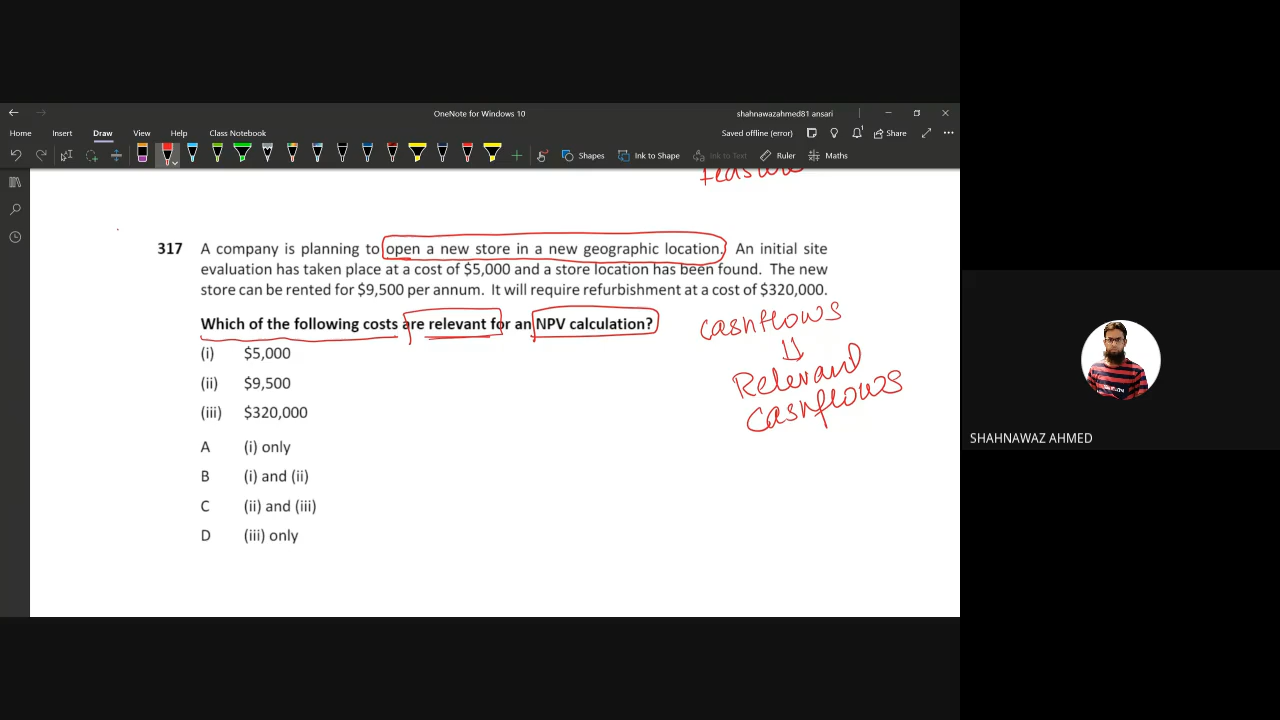 OneNote for Windows 10
shahnawazahmed81 ansari
Home Insert Draw View Help Class Notebook
Saved offline (error) Share
Shapes Ink to Shape Ink to Text Ruler Maths
317 A company is planning to open a new store in a new geographic location. An initial site
evaluation has taken place at a cost of $5,000 and a store location has been found. The new
store can be rented for $9,500 per annum. It will require refurbishment at a cost of $320,000.
Which of the following costs are relevant for an NPV calculation?
(i) $5,000
(ii) $9,500
(iii) $320,000
A (i) only
B (i) and (ii)
C (ii) and (iii)
D (iii) only
cashflows
Relevant
cashflows
SHAHNAWAZ AHMED